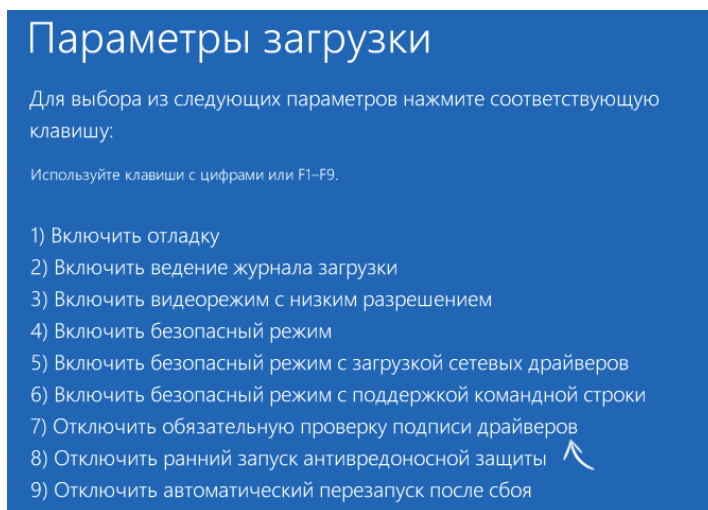 Параметры загрузки
Для выбора из следующих параметров нажмите соответствующую
клавишу:
Используйте клавиши с цифрами или F1–F9.
1) Включить отладку
2) Включить ведение журнала загрузки
3) Включить видеорежим с низким разрешением
4) Включить безопасный режим
5) Включить безопасный режим с загрузкой сетевых драйверов
6) Включить безопасный режим с поддержкой командной строки
7) Отключить обязательную проверку подписи драйверов
8) Отключить ранний запуск антивредоносной защиты
9) Отключить автоматический перезапуск после сбоя